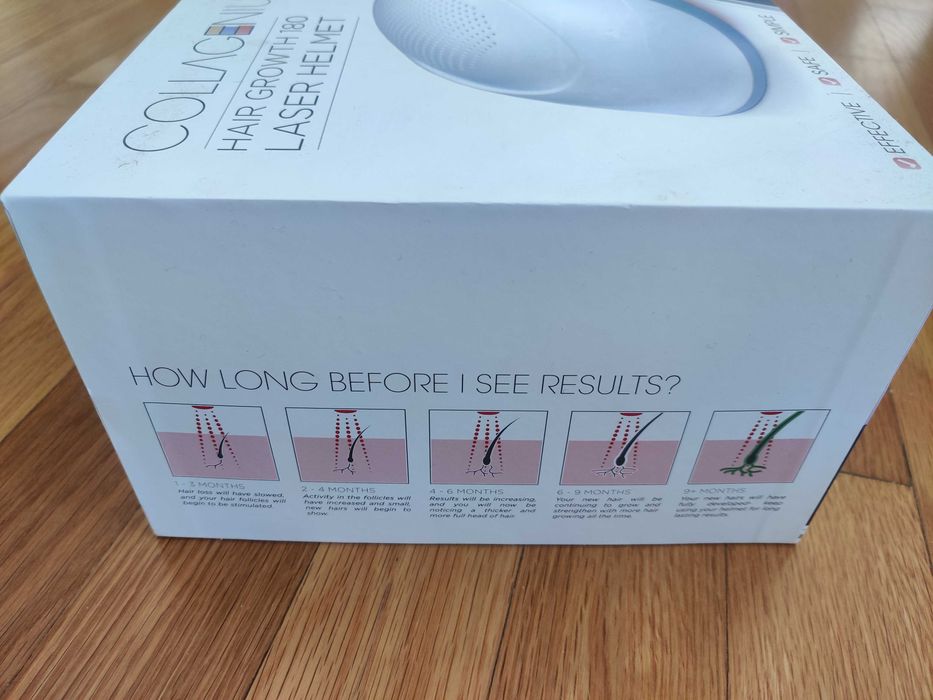 COLLAGENIU
HAIR GROWTH 180
LASER HELMET
EFFECTIVE | SAFE | SIMPLE
HOW LONG BEFORE I SEE RESULTS?
1 - 3 MONTHS
Hair loss will have slowed,
and your hair follicles will
begin to be stimulated.
2 - 4 MONTHS
Activity in the follicles will
have increased and small,
new hairs will begin to
show.
4 - 6 MONTHS
Results will be increasing,
and you will now be
noticing a thicker and
more full head of hair.
6 - 9 MONTHS
Your new hair will be
continuing to grow and
strengthen with more hair
growing all the time.
9+ MONTHS
Your new hairs will have
fully developed, keep
using your helmet for long
lasting results.